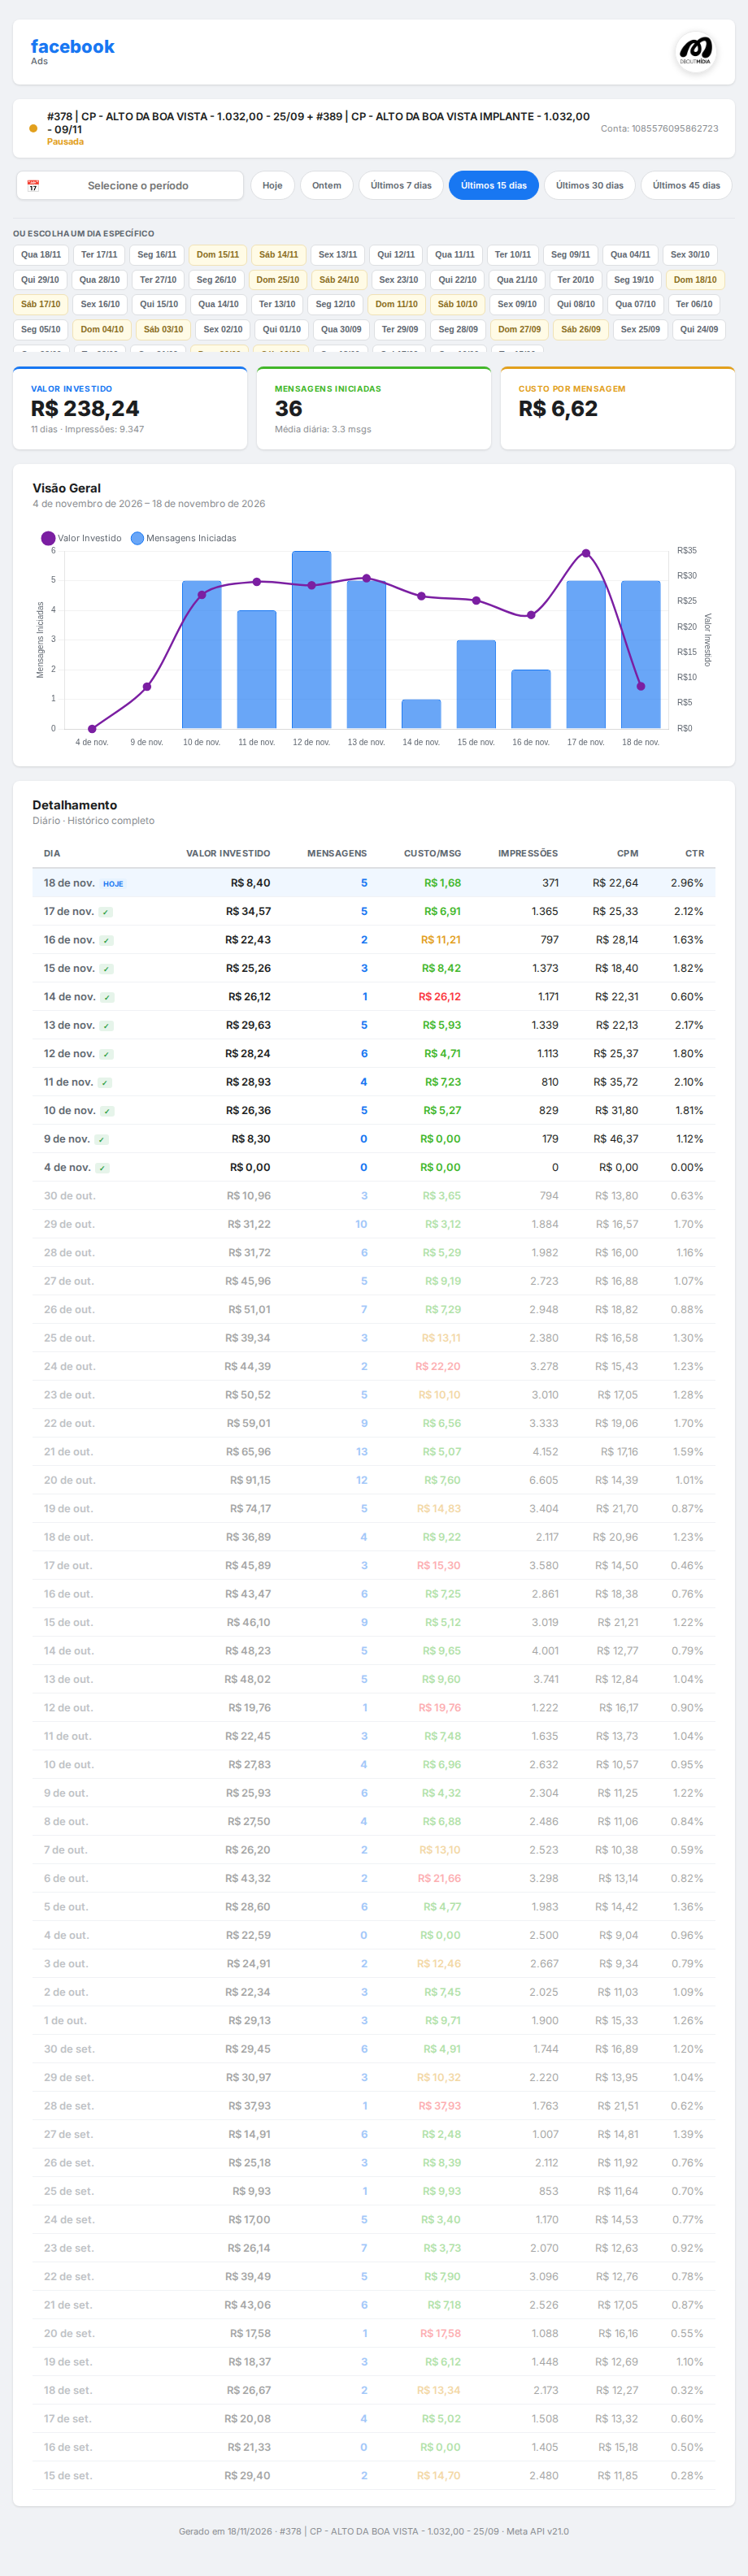 facebook
Ads
DEOUTMÍDIA
#378 | CP - ALTO DA BOA VISTA - 1.032,00 - 25/09 + #389 | CP - ALTO DA BOA VISTA IMPLANTE - 1.032,00
- 09/11
Pausada
Conta: 1085576095862723
Selecione o período
Hoje
Ontem
Últimos 7 dias
Últimos 15 dias
Últimos 30 dias
Últimos 45 dias
OU ESCOLHA UM DIA ESPECÍFICO
Qua 18/11 Ter 17/11 Seg 16/11 Dom 15/11 Sáb 14/11 Sex 13/11 Qui 12/11 Qua 11/11 Ter 10/11 Seg 09/11 Qua 04/11 Sex 30/10
Qui 29/10 Qua 28/10 Ter 27/10 Seg 26/10 Dom 25/10 Sáb 24/10 Sex 23/10 Qui 22/10 Qua 21/10 Ter 20/10 Seg 19/10 Dom 18/10
Sáb 17/10 Sex 16/10 Qui 15/10 Qua 14/10 Ter 13/10 Seg 12/10 Dom 11/10 Sáb 10/10 Sex 09/10 Qui 08/10 Qua 07/10 Ter 06/10
Seg 05/10 Dom 04/10 Sáb 03/10 Sex 02/10 Qui 01/10 Qua 30/09 Ter 29/09 Seg 28/09 Dom 27/09 Sáb 26/09 Sex 25/09 Qui 24/09
VALOR INVESTIDO
R$ 238,24
11 dias · Impressões: 9.347
MENSAGENS INICIADAS
36
Média diária: 3.3 msgs
CUSTO POR MENSAGEM
R$ 6,62
Visão Geral
4 de novembro de 2026 – 18 de novembro de 2026
Valor Investido Mensagens Iniciadas
Mensagens Iniciadas
6
5
4
3
2
1
0
R$35
R$30
R$25
R$20
R$15
R$10
R$5
R$0
Valor Investido
4 de nov. 9 de nov. 10 de nov. 11 de nov. 12 de nov. 13 de nov. 14 de nov. 15 de nov. 16 de nov. 17 de nov. 18 de nov.
Detalhamento
Diário · Histórico completo
DIA VALOR INVESTIDO MENSAGENS CUSTO/MSG IMPRESSÕES CPM CTR
18 de nov. HOJE R$ 8,40 5 R$ 1,68 371 R$ 22,64 2.96%
17 de nov. ✓ R$ 34,57 5 R$ 6,91 1.365 R$ 25,33 2.12%
16 de nov. ✓ R$ 22,43 2 R$ 11,21 797 R$ 28,14 1.63%
15 de nov. ✓ R$ 25,26 3 R$ 8,42 1.373 R$ 18,40 1.82%
14 de nov. ✓ R$ 26,12 1 R$ 26,12 1.171 R$ 22,31 0.60%
13 de nov. ✓ R$ 29,63 5 R$ 5,93 1.339 R$ 22,13 2.17%
12 de nov. ✓ R$ 28,24 6 R$ 4,71 1.113 R$ 25,37 1.80%
11 de nov. ✓ R$ 28,93 4 R$ 7,23 810 R$ 35,72 2.10%
10 de nov. ✓ R$ 26,36 5 R$ 5,27 829 R$ 31,80 1.81%
9 de nov. ✓ R$ 8,30 0 R$ 0,00 179 R$ 46,37 1.12%
4 de nov. ✓ R$ 0,00 0 R$ 0,00 0 R$ 0,00 0.00%
30 de out. R$ 10,96 3 R$ 3,65 794 R$ 13,80 0.63%
29 de out. R$ 31,22 10 R$ 3,12 1.884 R$ 16,57 1.70%
28 de out. R$ 31,72 6 R$ 5,29 1.982 R$ 16,00 1.16%
27 de out. R$ 45,96 5 R$ 9,19 2.723 R$ 16,88 1.07%
26 de out. R$ 51,01 7 R$ 7,29 2.948 R$ 18,82 0.88%
25 de out. R$ 39,34 3 R$ 13,11 2.380 R$ 16,58 1.30%
24 de out. R$ 44,39 2 R$ 22,20 3.278 R$ 15,43 1.23%
23 de out. R$ 50,52 5 R$ 10,10 3.010 R$ 17,05 1.28%
22 de out. R$ 59,01 9 R$ 6,56 3.333 R$ 19,06 1.70%
21 de out. R$ 65,96 13 R$ 5,07 4.152 R$ 17,16 1.59%
20 de out. R$ 91,15 12 R$ 7,60 6.605 R$ 14,39 1.01%
19 de out. R$ 74,17 5 R$ 14,83 3.404 R$ 21,70 0.87%
18 de out. R$ 36,89 4 R$ 9,22 2.117 R$ 20,96 1.23%
17 de out. R$ 45,89 3 R$ 15,30 3.580 R$ 14,50 0.46%
16 de out. R$ 43,47 6 R$ 7,25 2.861 R$ 18,38 0.76%
15 de out. R$ 46,10 9 R$ 5,12 3.019 R$ 21,21 1.22%
14 de out. R$ 48,23 5 R$ 9,65 4.001 R$ 12,77 0.79%
13 de out. R$ 48,02 5 R$ 9,60 3.741 R$ 12,84 1.04%
12 de out. R$ 19,76 1 R$ 19,76 1.222 R$ 16,17 0.90%
11 de out. R$ 22,45 3 R$ 7,48 1.635 R$ 13,73 1.04%
10 de out. R$ 27,83 4 R$ 6,96 2.632 R$ 10,57 0.95%
9 de out. R$ 25,93 6 R$ 4,32 2.304 R$ 11,25 1.22%
8 de out. R$ 27,50 4 R$ 6,88 2.486 R$ 11,06 0.84%
7 de out. R$ 26,20 2 R$ 13,10 2.523 R$ 10,38 0.59%
6 de out. R$ 43,32 2 R$ 21,66 3.298 R$ 13,14 0.82%
5 de out. R$ 28,60 6 R$ 4,77 1.983 R$ 14,42 1.36%
4 de out. R$ 22,59 0 R$ 0,00 2.500 R$ 9,04 0.96%
3 de out. R$ 24,91 2 R$ 12,46 2.667 R$ 9,34 0.79%
2 de out. R$ 22,34 3 R$ 7,45 2.025 R$ 11,03 1.09%
1 de out. R$ 29,13 3 R$ 9,71 1.900 R$ 15,33 1.26%
30 de set. R$ 29,45 6 R$ 4,91 1.744 R$ 16,89 1.20%
29 de set. R$ 30,97 3 R$ 10,32 2.220 R$ 13,95 1.04%
28 de set. R$ 37,93 1 R$ 37,93 1.763 R$ 21,51 0.62%
27 de set. R$ 14,91 6 R$ 2,48 1.007 R$ 14,81 1.39%
26 de set. R$ 25,18 3 R$ 8,39 2.112 R$ 11,92 0.76%
25 de set. R$ 9,93 1 R$ 9,93 853 R$ 11,64 0.70%
24 de set. R$ 17,00 5 R$ 3,40 1.170 R$ 14,53 0.77%
23 de set. R$ 26,14 7 R$ 3,73 2.070 R$ 12,63 0.92%
22 de set. R$ 39,49 5 R$ 7,90 3.096 R$ 12,76 0.78%
21 de set. R$ 43,06 6 R$ 7,18 2.526 R$ 17,05 0.87%
20 de set. R$ 17,58 1 R$ 17,58 1.088 R$ 16,16 0.55%
19 de set. R$ 18,37 3 R$ 6,12 1.448 R$ 12,69 1.10%
18 de set. R$ 26,67 2 R$ 13,34 2.173 R$ 12,27 0.32%
17 de set. R$ 20,08 4 R$ 5,02 1.508 R$ 13,32 0.60%
16 de set. R$ 21,33 0 R$ 0,00 1.405 R$ 15,18 0.50%
15 de set. R$ 29,40 2 R$ 14,70 2.480 R$ 11,85 0.28%
Gerado em 18/11/2026 · #378 | CP - ALTO DA BOA VISTA - 1.032,00 - 25/09 · Meta API v21.0